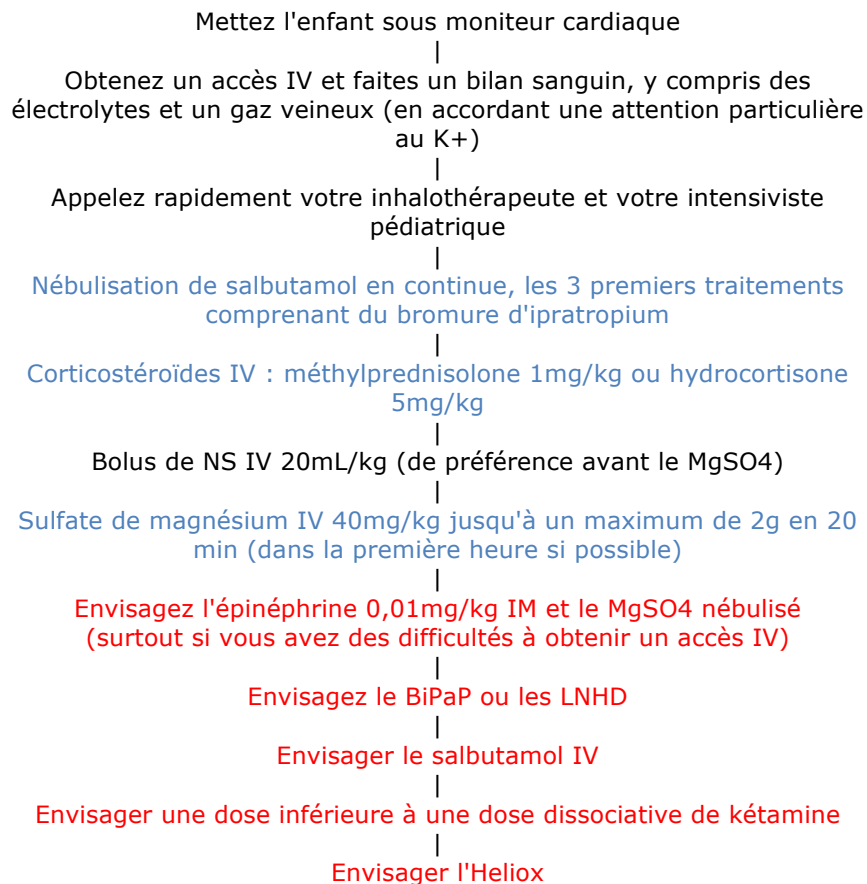 Mettez l'enfant sous moniteur cardiaque
|
Obtenez un accès IV et faites un bilan sanguin, y compris des
électrolytes et un gaz veineux (en accordant une attention particulière
au K+)
|
Appelez rapidement votre inhalothérapeute et votre intensiviste
pédiatrique
|
Nébulisation de salbutamol en continue, les 3 premiers traitements
comprenant du bromure d'ipratropium
|
Corticostéroïdes IV : méthylprednisolone 1mg/kg ou hydrocortisone
5mg/kg
|
Bolus de NS IV 20mL/kg (de préférence avant le MgSO4)
|
Sulfate de magnésium IV 40mg/kg jusqu'à un maximum de 2g en 20
min (dans la première heure si possible)
|
Envisagez l'épinéphrine 0,01mg/kg IM et le MgSO4 nébulisé
(surtout si vous avez des difficultés à obtenir un accès IV)
|
Envisagez le BiPaP ou les LNHD
|
Envisager le salbutamol IV
|
Envisager une dose inférieure à une dose dissociative de kétamine
|
Envisager l'Heliox